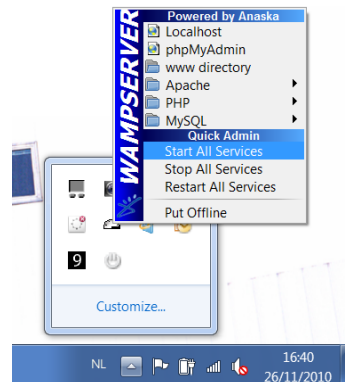 Powered by Anaska
WAMPSERVER
Localhost
phpMyAdmin
www directory
Apache
PHP
MySQL
Quick Admin
Start All Services
Stop All Services
Restart All Services
Put Offline
9
Customize...
NL
16:40
26/11/2010